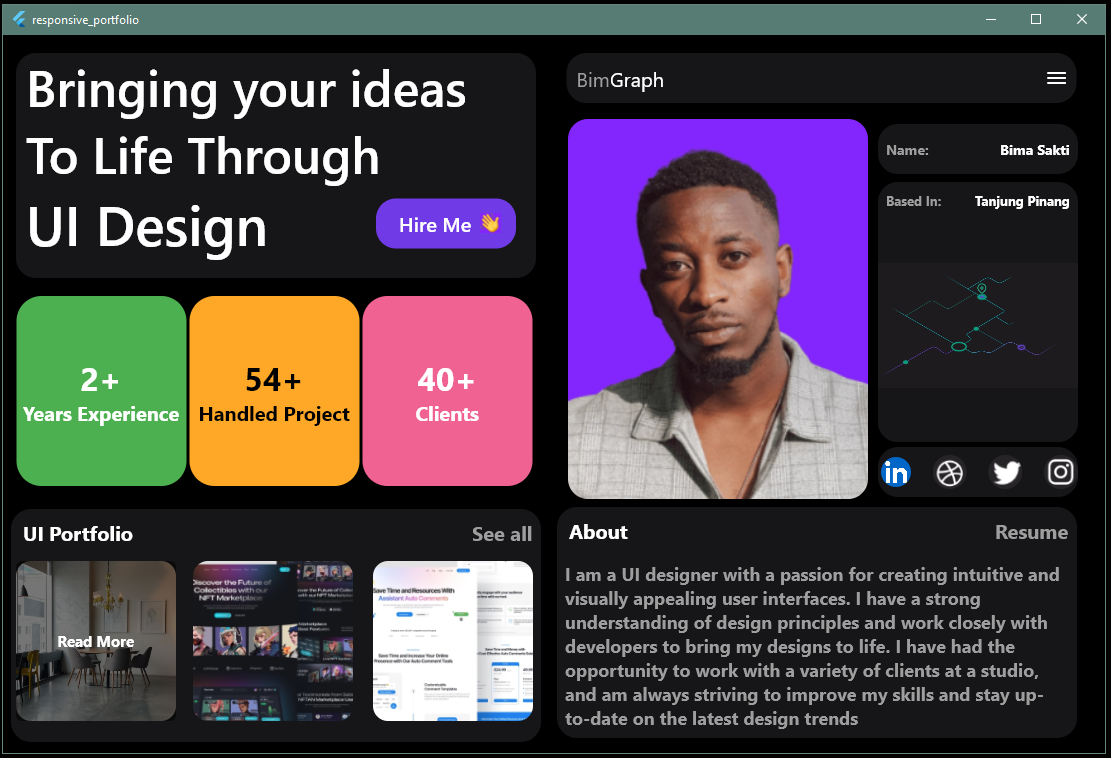 responsive_portfolio
Bringing your ideas
To Life Through
UI Design
Hire Me 👋
BimGraph
Name: Bima Sakti
Based In: Tanjung Pinang
in
2+
Years Experience
54+
Handled Project
40+
Clients
UI Portfolio
See all
Read More
Discover the Future of
Collectibles with our
NFT Marketplace
Save Time and Resources With
Assistant Auto Comments
About
Resume
I am a UI designer with a passion for creating intuitive and
visually appealing user interfaces. I have a strong
understanding of design principles and work closely with
developers to bring my designs to life. I have had the
opportunity to work with a variety of clients at a studio,
and am always striving to improve my skills and stay up-
to-date on the latest design trends